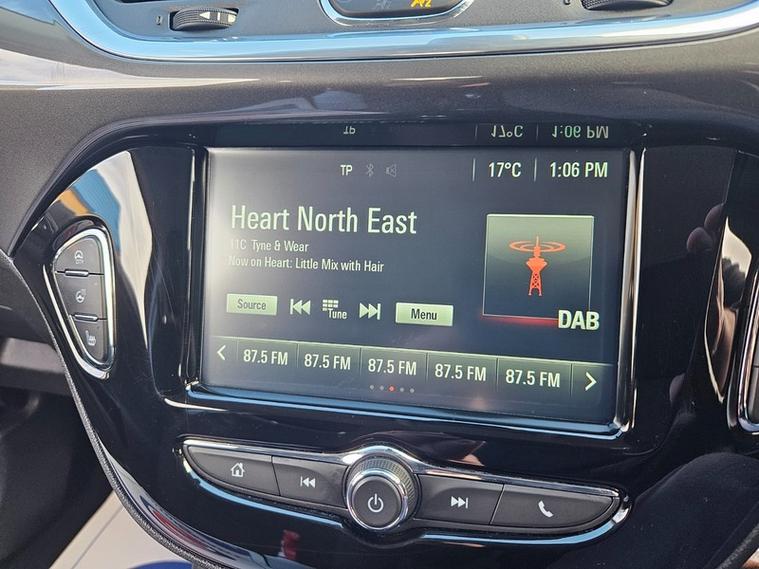 TP 17°C 1:06 PM
Heart North East
11C Tyne & Wear
Now on Heart: Little Mix with Hair
Source Tune Menu
DAB
87.5 FM 87.5 FM 87.5 FM 87.5 FM 87.5 FM
CITY